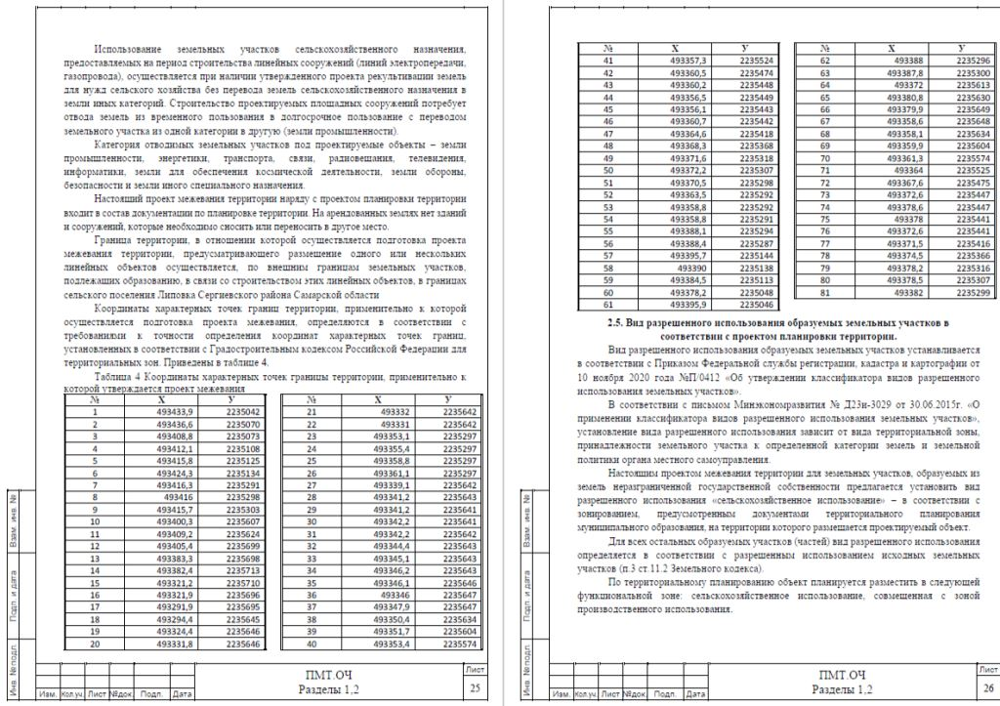 Использование земельных участков сельскохозяйственного назначения,
предоставляемых на период строительства линейных сооружений (линий электропередачи,
газопровода), осуществляется при наличии утвержденного проекта рекультивации земель
для нужд сельского хозяйства без перевода земель сельскохозяйственного назначения в
земли иных категорий. Строительство проектируемых площадных сооружений потребует
отвода земель из временного пользования в долгосрочное пользование с переводом
земельного участка из одной категории в другую (земли промышленности).
Категория отводимых земельных участков под проектируемые объекты – земли
промышленности, энергетики, транспорта, связи, радиовещания, телевидения,
информатики, земли для обеспечения космической деятельности, земли обороны,
безопасности и земли иного специального назначения.
Настоящий проект межевания территории наряду с проектом планировки территории
входит в состав документации по планировке территории. На арендованных землях нет зданий
и сооружений, которые необходимо сносить или переносить в другое место.
Граница территории, в отношении которой осуществляется подготовка проекта
межевания территории, предусматривающего размещение одного или нескольких
линейных объектов осуществляется, по внешним границам земельных участков,
подлежащих образованию, в связи со строительством этих линейных объектов, в границах
сельского поселения Липовка Сергиевского района Самарской области
Координаты характерных точек границ территории, применительно к которой
осуществляется подготовка проекта межевания, определяются в соответствии с
требованиями к точности определения координат характерных точек границ,
установленных в соответствии с Градостроительным кодексом Российской Федерации для
территориальных зон. Приведены в таблице 4.
Таблица 4 Координаты характерных точек границы территории, применительно к
которой утверждается проект межевания
№ X У
1 493433,9 2235042
2 493436,6 2235070
3 493408,8 2235073
4 493412,1 2235108
5 493415,8 2235125
6 493424,3 2235134
7 493416,3 2235291
8 493416 2235298
9 493415,7 2235303
10 493400,3 2235607
11 493409,2 2235624
12 493405,4 2235699
13 493383,3 2235698
14 493382,4 2235713
15 493321,2 2235710
16 493321,9 2235696
17 493291,9 2235695
18 493294,4 2235645
19 493324,4 2235646
20 493331,8 2235646
№ X У
21 493332 2235642
22 493331 2235642
23 493353,1 2235297
24 493355,4 2235297
25 493358,8 2235297
26 493361,1 2235297
27 493339,1 2235642
28 493341,2 2235643
29 493341,2 2235641
30 493342,2 2235641
31 493342,2 2235642
32 493344,4 2235643
33 493345,1 2235643
34 493346,2 2235643
35 493346,1 2235646
36 493346 2235647
37 493347,9 2235647
38 493350,4 2235634
39 493351,7 2235604
40 493353,4 2235574
Взам. инв. №
Подп. и дата
Инв. № подл.
Изм. Кол.уч. Лист №док. Подп. Дата
ПМТ.ОЧ
Разделы 1,2
Лист
25
№ X У
41 493357,3 2235524
42 493360,5 2235474
43 493360,2 2235448
44 493356,5 2235449
45 493356,1 2235443
46 493360,7 2235442
47 493364,6 2235418
48 493368,3 2235368
49 493371,6 2235318
50 493372,2 2235307
51 493370,5 2235298
52 493363,5 2235292
53 493358,8 2235292
54 493358,8 2235291
55 493388,1 2235294
56 493388,4 2235287
57 493395,7 2235144
58 493390 2235138
59 493384,5 2235113
60 493378,2 2235048
61 493395,9 2235046
№ X У
62 493388 2235296
63 493387,8 2235300
64 493372 2235613
65 493380,8 2235630
66 493379,9 2235649
67 493358,6 2235648
68 493358,1 2235634
69 493359,9 2235604
70 493361,3 2235574
71 493364 2235525
72 493367,6 2235475
73 493372,6 2235447
74 493378,6 2235447
75 493378 2235441
76 493372,6 2235441
77 493371,5 2235416
78 493374,5 2235366
79 493378,2 2235316
80 493378,5 2235307
81 493382 2235299
2.5. Вид разрешенного использования образуемых земельных участков в
соответствии с проектом планировки территории.
Вид разрешенного использования образуемых земельных участков устанавливается
в соответствии с Приказом Федеральной службы регистрации, кадастра и картографии от
10 ноября 2020 года №П/0412 «Об утверждении классификатора видов разрешенного
использования земельных участков».
В соответствии с письмом Минэкономразвития № Д23и-3029 от 30.06.2015г. «О
применении классификатора видов разрешенного использования земельных участков»,
установление вида разрешенного использования зависит от вида территориальной зоны,
принадлежности земельного участка к определенной категории земель и земельной
политики органа местного самоуправления.
Настоящим проектом межевания территории для земельных участков, образуемых из
земель неразграниченной государственной собственности предлагается установить вид
разрешенного использования «сельскохозяйственное использование» – в соответствии с
зонированием, предусмотренным документами территориального планирования
муниципального образования, на территории которого размещается проектируемый объект.
Для всех остальных образуемых участков (частей) вид разрешенного использования
определяется в соответствии с разрешенным использованием исходных земельных
участков (п.3 ст.11.2 Земельного кодекса).
По территориальному планированию объект планируется разместить в следующей
функциональной зоне: сельскохозяйственное использование, совмещенная с зоной
производственного использования.
Взам. инв. №
Подп. и дата
Инв. № подл.
Изм. Кол.уч. Лист №док. Подп. Дата
ПМТ.ОЧ
Разделы 1,2
Лист
26